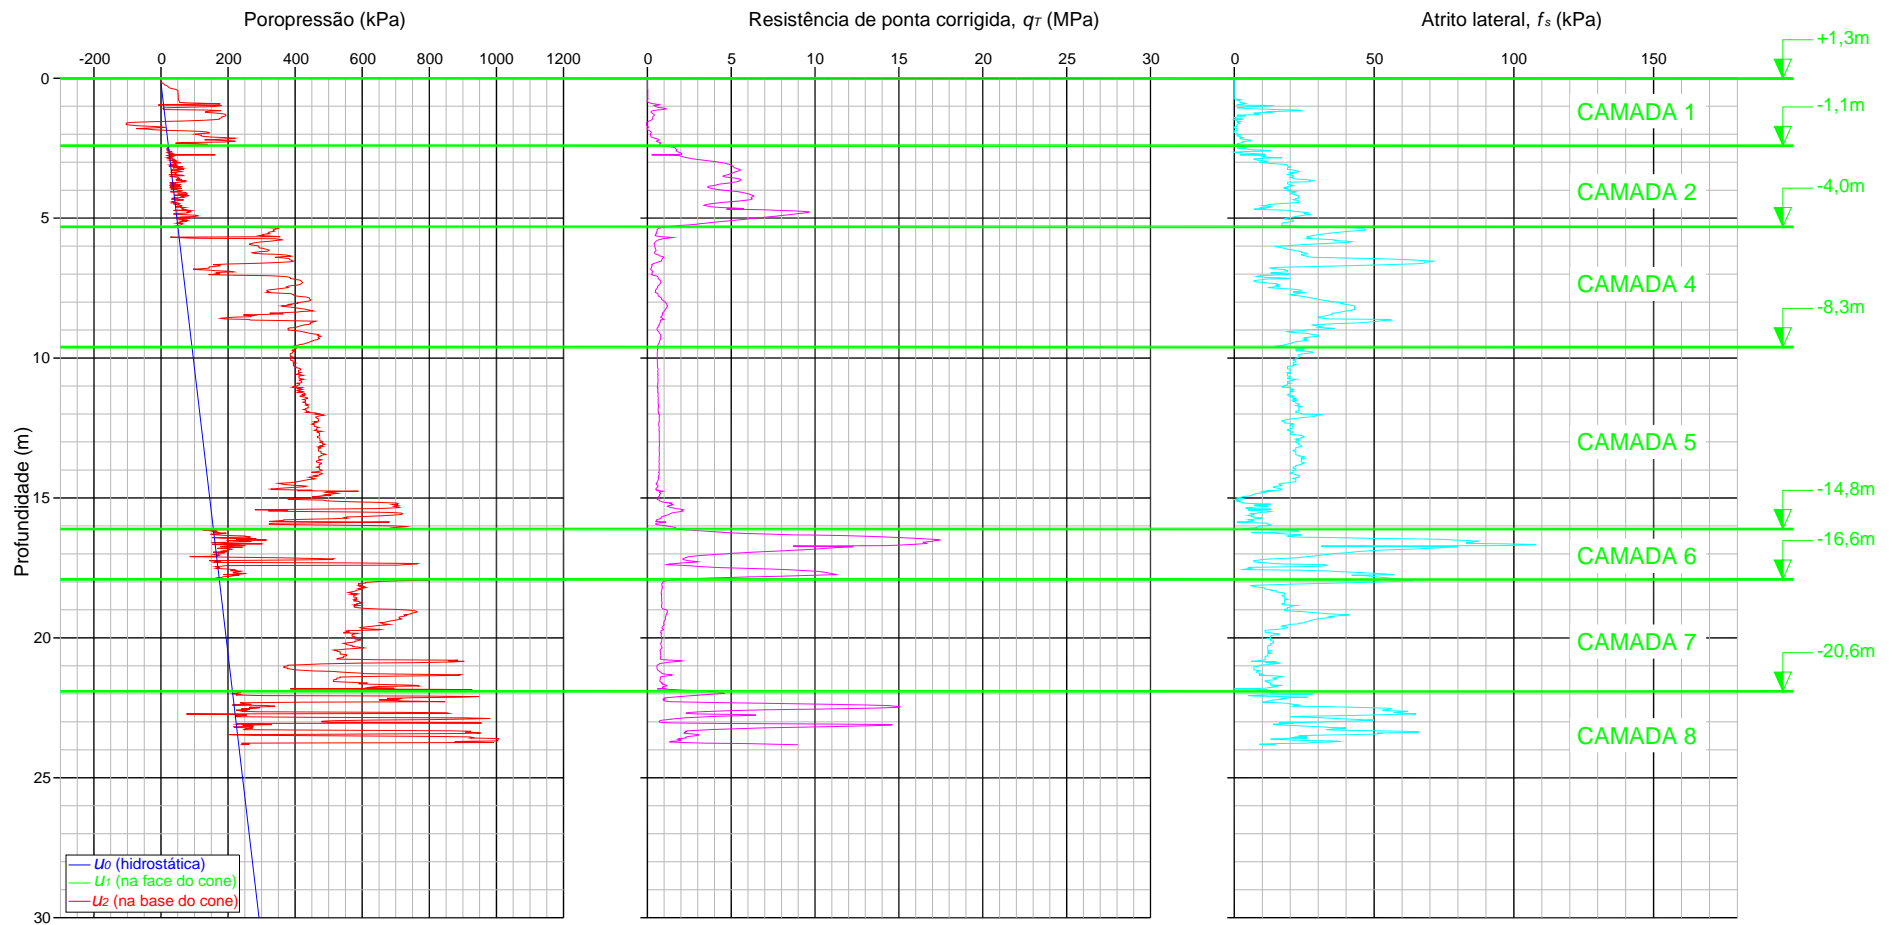 Poropressão (kPa)
Resistência de ponta corrigida, qT (MPa)
Atrito lateral, fs (kPa)
-200 0 200 400 600 800 1000 1200
0 5 10 15 20 25 30
0 50 100 150
+1,3m
0
CAMADA 1
-1,1m
CAMADA 2
-4,0m
5
CAMADA 4
-8,3m
10
CAMADA 5
Profundidade (m)
-14,8m
15
CAMADA 6
-16,6m
CAMADA 7
20
-20,6m
CAMADA 8
25
u0 (hidrostática)
u1 (na face do cone)
u2 (na base do cone)
30